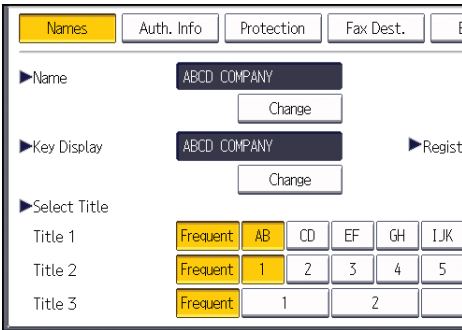 Names Auth. Info Protection Fax Dest.
►Name ABCD COMPANY
Change
►Key Display ABCD COMPANY ►Regist
Change
►Select Title
Title 1 Frequent AB CD EF GH IJK
Title 2 Frequent 1 2 3 4 5
Title 3 Frequent 1 2